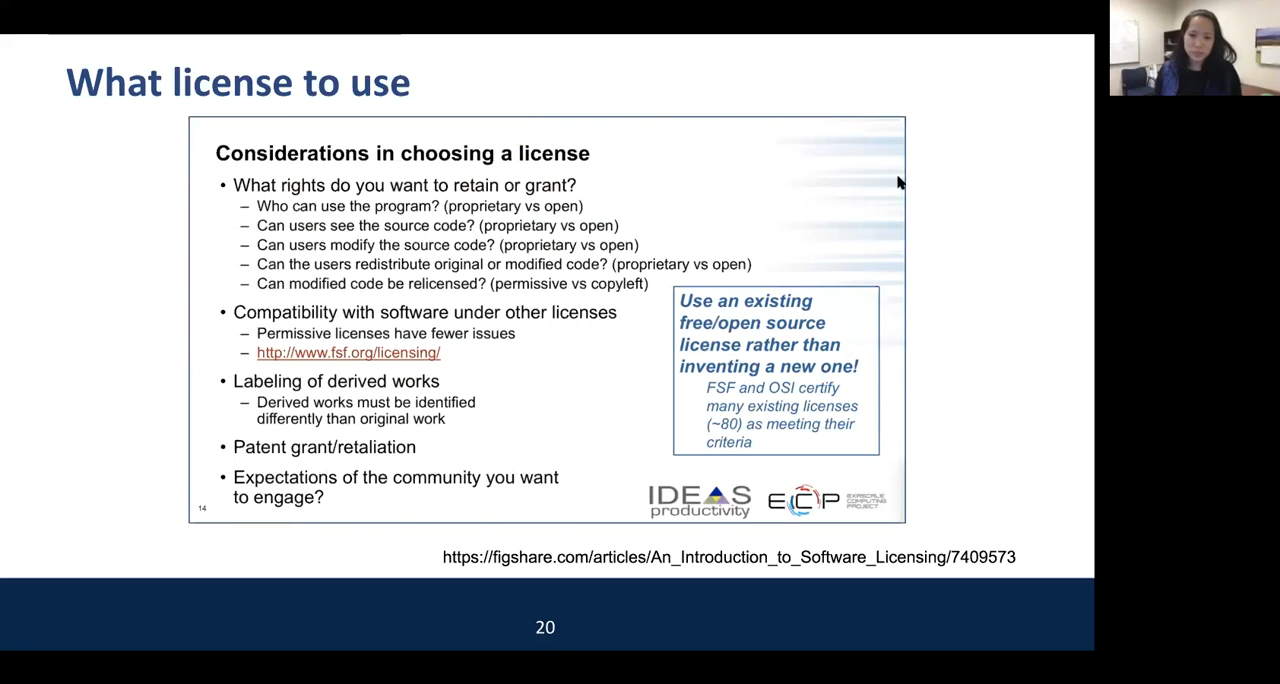 What license to use
Considerations in choosing a license
• What rights do you want to retain or grant?
– Who can use the program? (proprietary vs open)
– Can users see the source code? (proprietary vs open)
– Can users modify the source code? (proprietary vs open)
– Can the users redistribute original or modified code? (proprietary vs open)
– Can modified code be relicensed? (permissive vs copyleft)
• Compatibility with software under other licenses
– Permissive licenses have fewer issues
– http://www.fsf.org/licensing/
• Labeling of derived works
– Derived works must be identified
differently than original work
• Patent grant/retaliation
• Expectations of the community you want
to engage?
Use an existing
free/open source
license rather than
inventing a new one!
FSF and OSI certify
many existing licenses
(~80) as meeting their
criteria
14
IDEAS
productivity
ECP
EXASCALE
COMPUTING
PROJECT
https://figshare.com/articles/An_Introduction_to_Software_Licensing/7409573
20